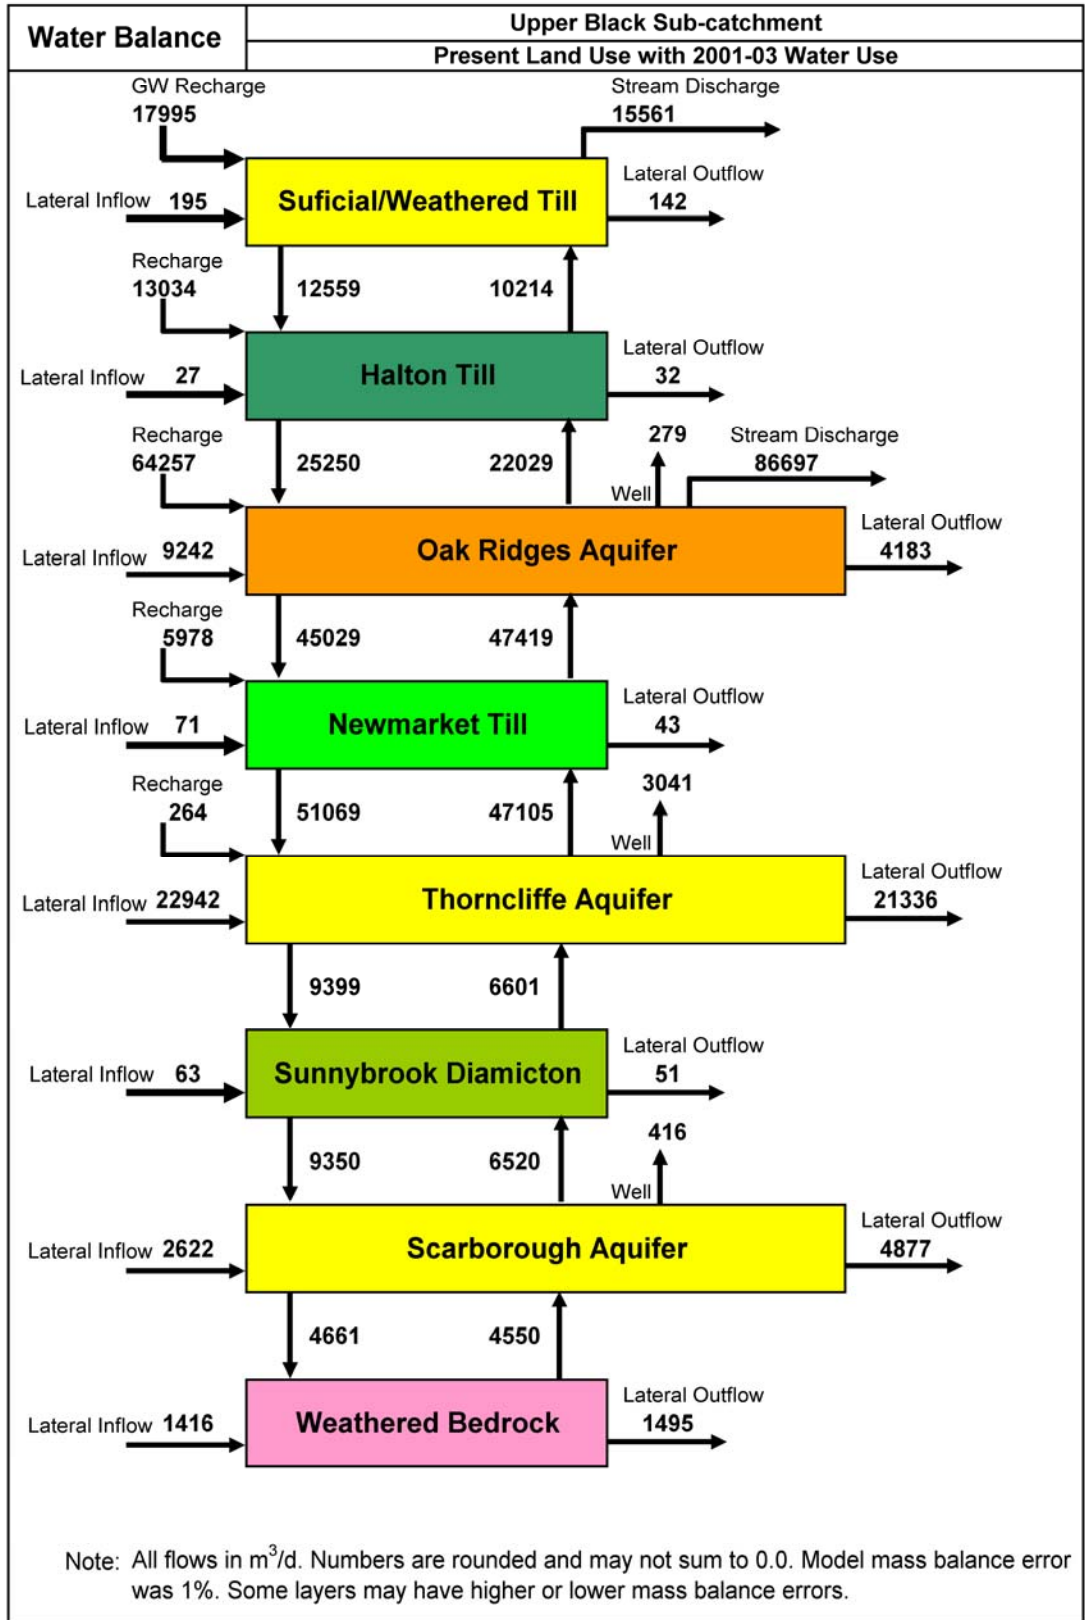 Water Balance
Upper Black Sub-catchment
Present Land Use with 2001-03 Water Use
GW Recharge
17995
Stream Discharge
15561
Lateral Inflow 195
Suficial/Weathered Till
Lateral Outflow
142
Recharge
13034
12559
10214
Lateral Inflow 27
Halton Till
Lateral Outflow
32
Recharge
64257
25250
22029
279
Well
Stream Discharge
86697
Lateral Inflow 9242
Oak Ridges Aquifer
Lateral Outflow
4183
Recharge
5978
45029
47419
Lateral Inflow 71
Newmarket Till
Lateral Outflow
43
Recharge
264
51069
47105
3041
Well
Lateral Inflow 22942
Thorncliffe Aquifer
Lateral Outflow
21336
9399
6601
Lateral Inflow 63
Sunnybrook Diamicton
Lateral Outflow
51
9350
6520
416
Well
Lateral Inflow 2622
Scarborough Aquifer
Lateral Outflow
4877
4661
4550
Lateral Inflow 1416
Weathered Bedrock
Lateral Outflow
1495
Note: All flows in m³/d. Numbers are rounded and may not sum to 0.0. Model mass balance error
was 1%. Some layers may have higher or lower mass balance errors.